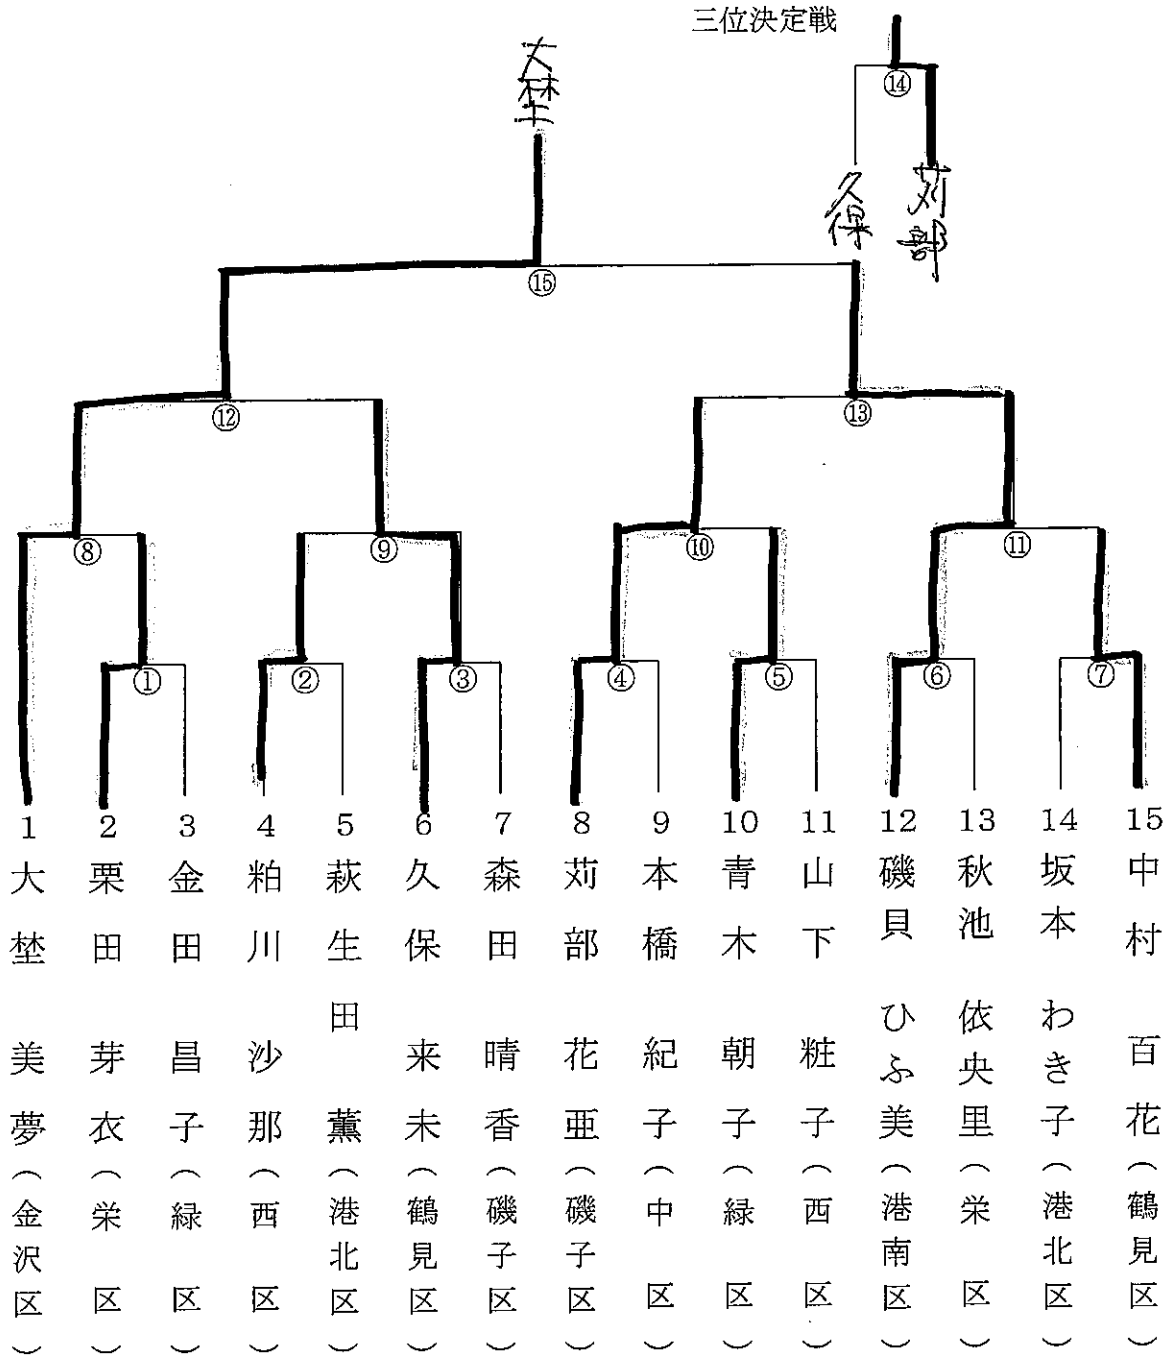 三位決定戦
大埜
⑭
久保
苅部
⑮
⑫
⑬
⑧
⑨
⑩
⑪
①
②
③
④
⑤
⑥
⑦
1 大埜 美夢(金沢区)
2 栗田 芽衣(栄区)
3 金田 昌子(緑区)
4 粕川 沙那(西区)
5 萩生田 薫(港北区)
6 久保 来未(鶴見区)
7 森田 晴香(磯子区)
8 苅部 花亜(磯子区)
9 本橋 紀子(中区)
10 青木 朝子(緑区)
11 山下 粧子(西区)
12 磯貝 ひふ美(港南区)
13 秋池 依央里(栄区)
14 坂本 わき子(港北区)
15 中村 百花(鶴見区)